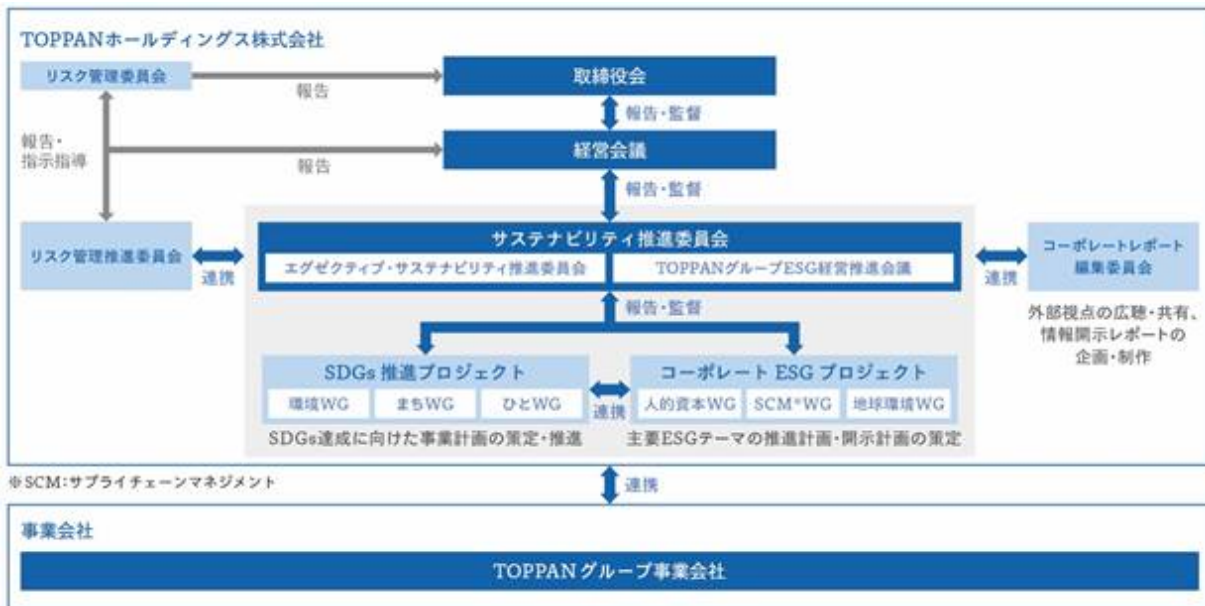 TOPPANホールディングス株式会社
リスク管理委員会
報告
取締役会
報告・監督
報告・
指示指導
報告
経営会議
報告・監督
リスク管理推進委員会
連携
サステナビリティ推進委員会
エグゼクティブ・サステナビリティ推進委員会
TOPPANグループESG経営推進会議
連携
コーポレートレポート
編集委員会
外部視点の広聴・共有、
情報開示レポートの
企画・制作
報告・監督
SDGs 推進プロジェクト
環境WG
まちWG
ひとWG
SDGs達成に向けた事業計画の策定・推進
連携
コーポレート ESG プロジェクト
人的資本WG
SCM※WG
地球環境WG
主要ESGテーマの推進計画・開示計画の策定
※SCM:サプライチェーンマネジメント
連携
事業会社
TOPPANグループ事業会社